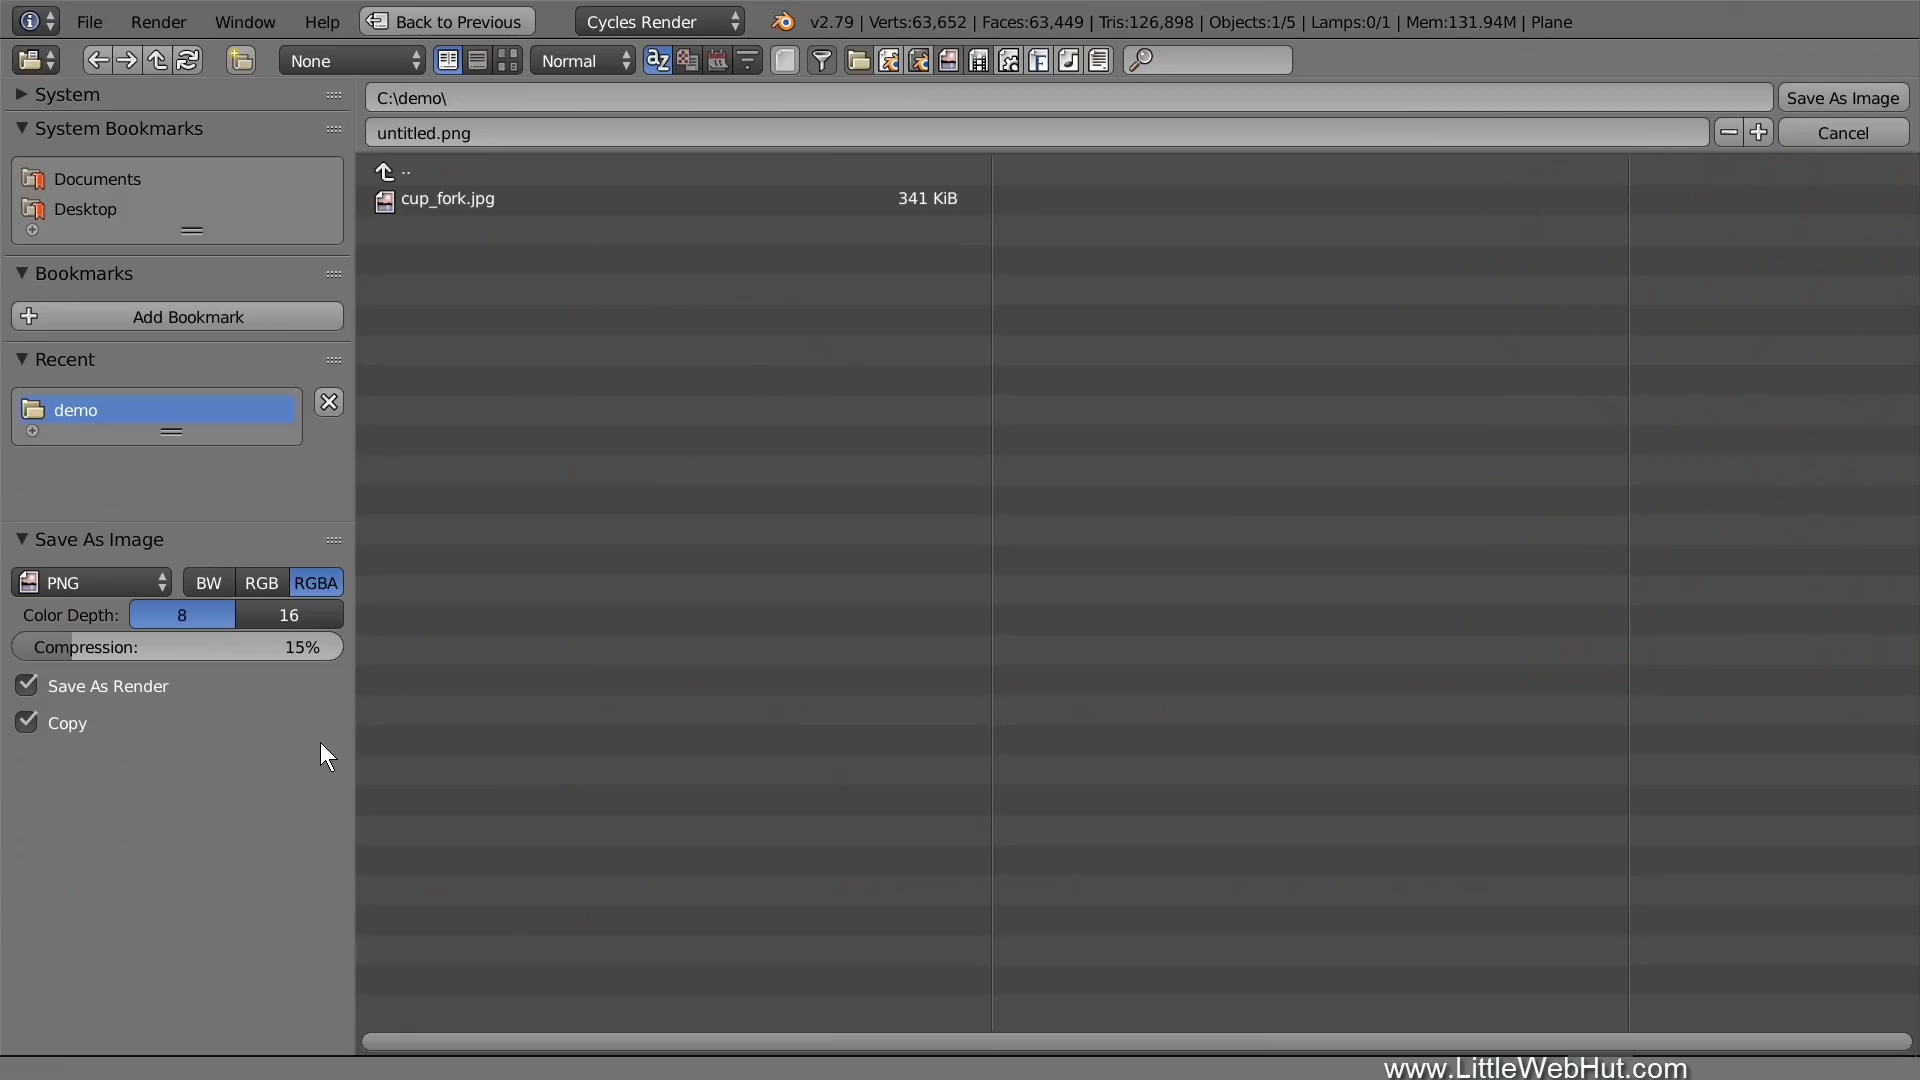 File Render Window Help Back to Previous Cycles Render v2.79 | Verts:63,652 | Faces:63,449 | Tris:126,898 | Objects:1/5 | Lamps:0/1 | Mem:131.94M | Plane
None Normal
System
C:\demo\ Save As Image
System Bookmarks
untitled.png Cancel
..
Documents
cup_fork.jpg 341 KiB
Desktop
Bookmarks
Add Bookmark
Recent
demo
Save As Image
PNG BW RGB RGBA
Color Depth: 8 16
Compression: 15%
Save As Render
Copy
www.LittleWebHut.com